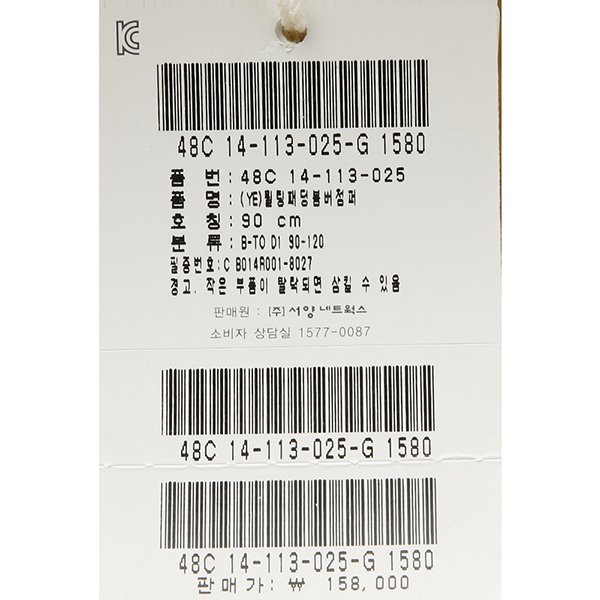 KC
48C 14-113-025-G 1580
품 번 : 48C 14-113-025
품 명 : (YE)퀼팅패딩봄버점퍼
호 칭 : 90 cm
분 류 : B-TO D1 90-120
필증번호:C B014R001-8027
경고. 작은 부품이 탈락되면 삼킬 수 있음
판매원 : (주)서양네트웍스
소비자 상담실 1577-0087
48C 14-113-025-G 1580
48C 14-113-025-G 1580
판매가: ₩ 158,000